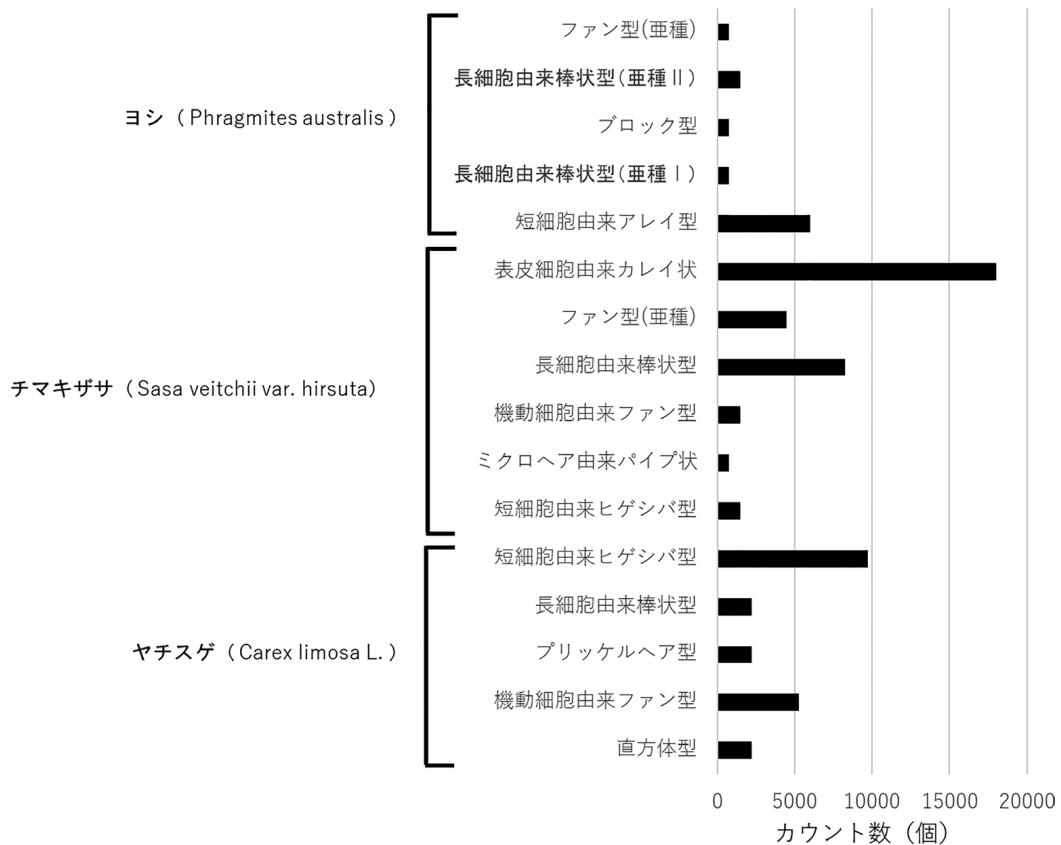 ファン型(亜種)
長細胞由来棒状型(亜種Ⅱ)
ヨシ（Phragmites australis）
ブロック型
長細胞由来棒状型(亜種Ⅰ)
短細胞由来アレイ型
表皮細胞由来カレイ状
ファン型(亜種)
長細胞由来棒状型
チマキザサ（Sasa veitchii var. hirsuta)
機動細胞由来ファン型
ミクロヘア由来パイプ状
短細胞由来ヒゲシバ型
短細胞由来ヒゲシバ型
長細胞由来棒状型
ヤチスゲ（Carex limosa L.）
プリッケルヘア型
機動細胞由来ファン型
直方体型
0 5000 10000 15000 20000
カウント数（個）